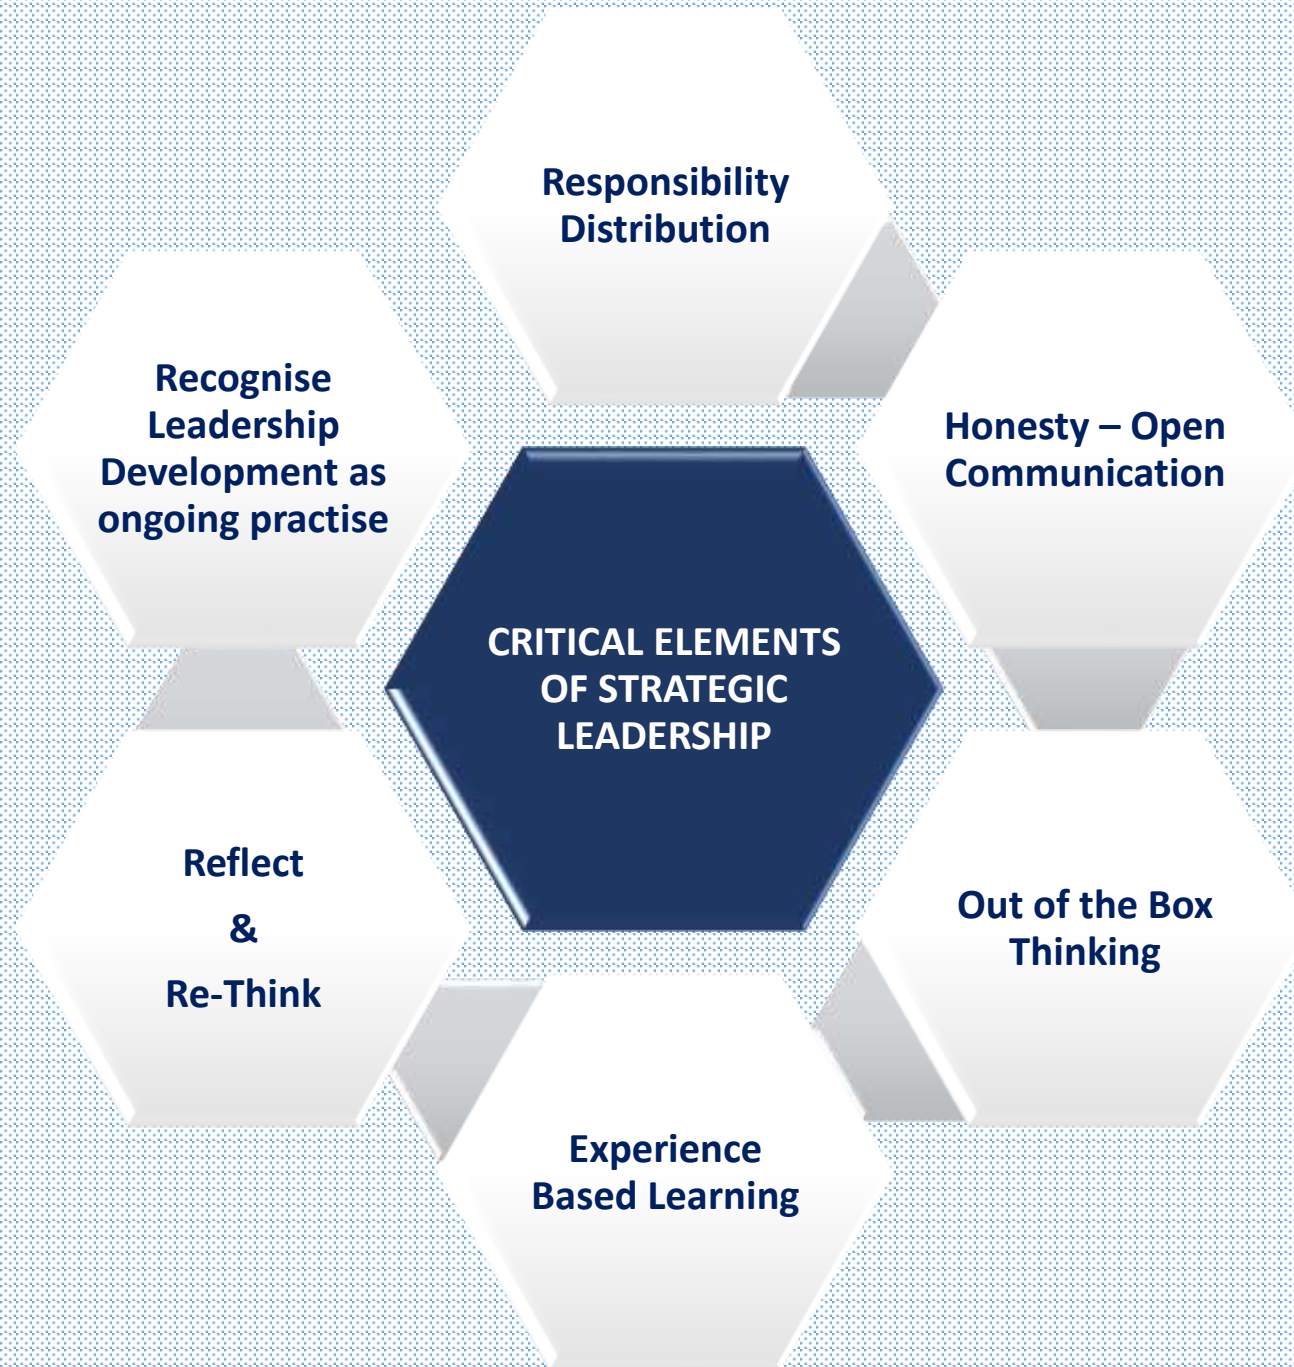 Responsibility
Distribution
Honesty – Open
Communication
Out of the Box
Thinking
Experience
Based Learning
Reflect
&
Re-Think
Recognise
Leadership
Development as
ongoing practise
CRITICAL ELEMENTS
OF STRATEGIC
LEADERSHIP